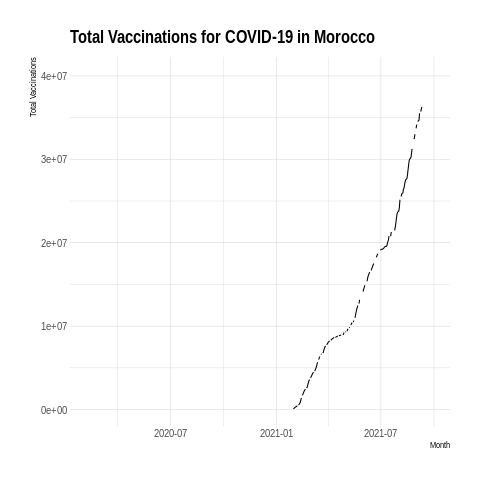 Total Vaccinations for COVID-19 in Morocco
Total Vaccinations
4e+07
3e+07
2e+07
1e+07
0e+00
2020-07
2021-01
2021-07
Month